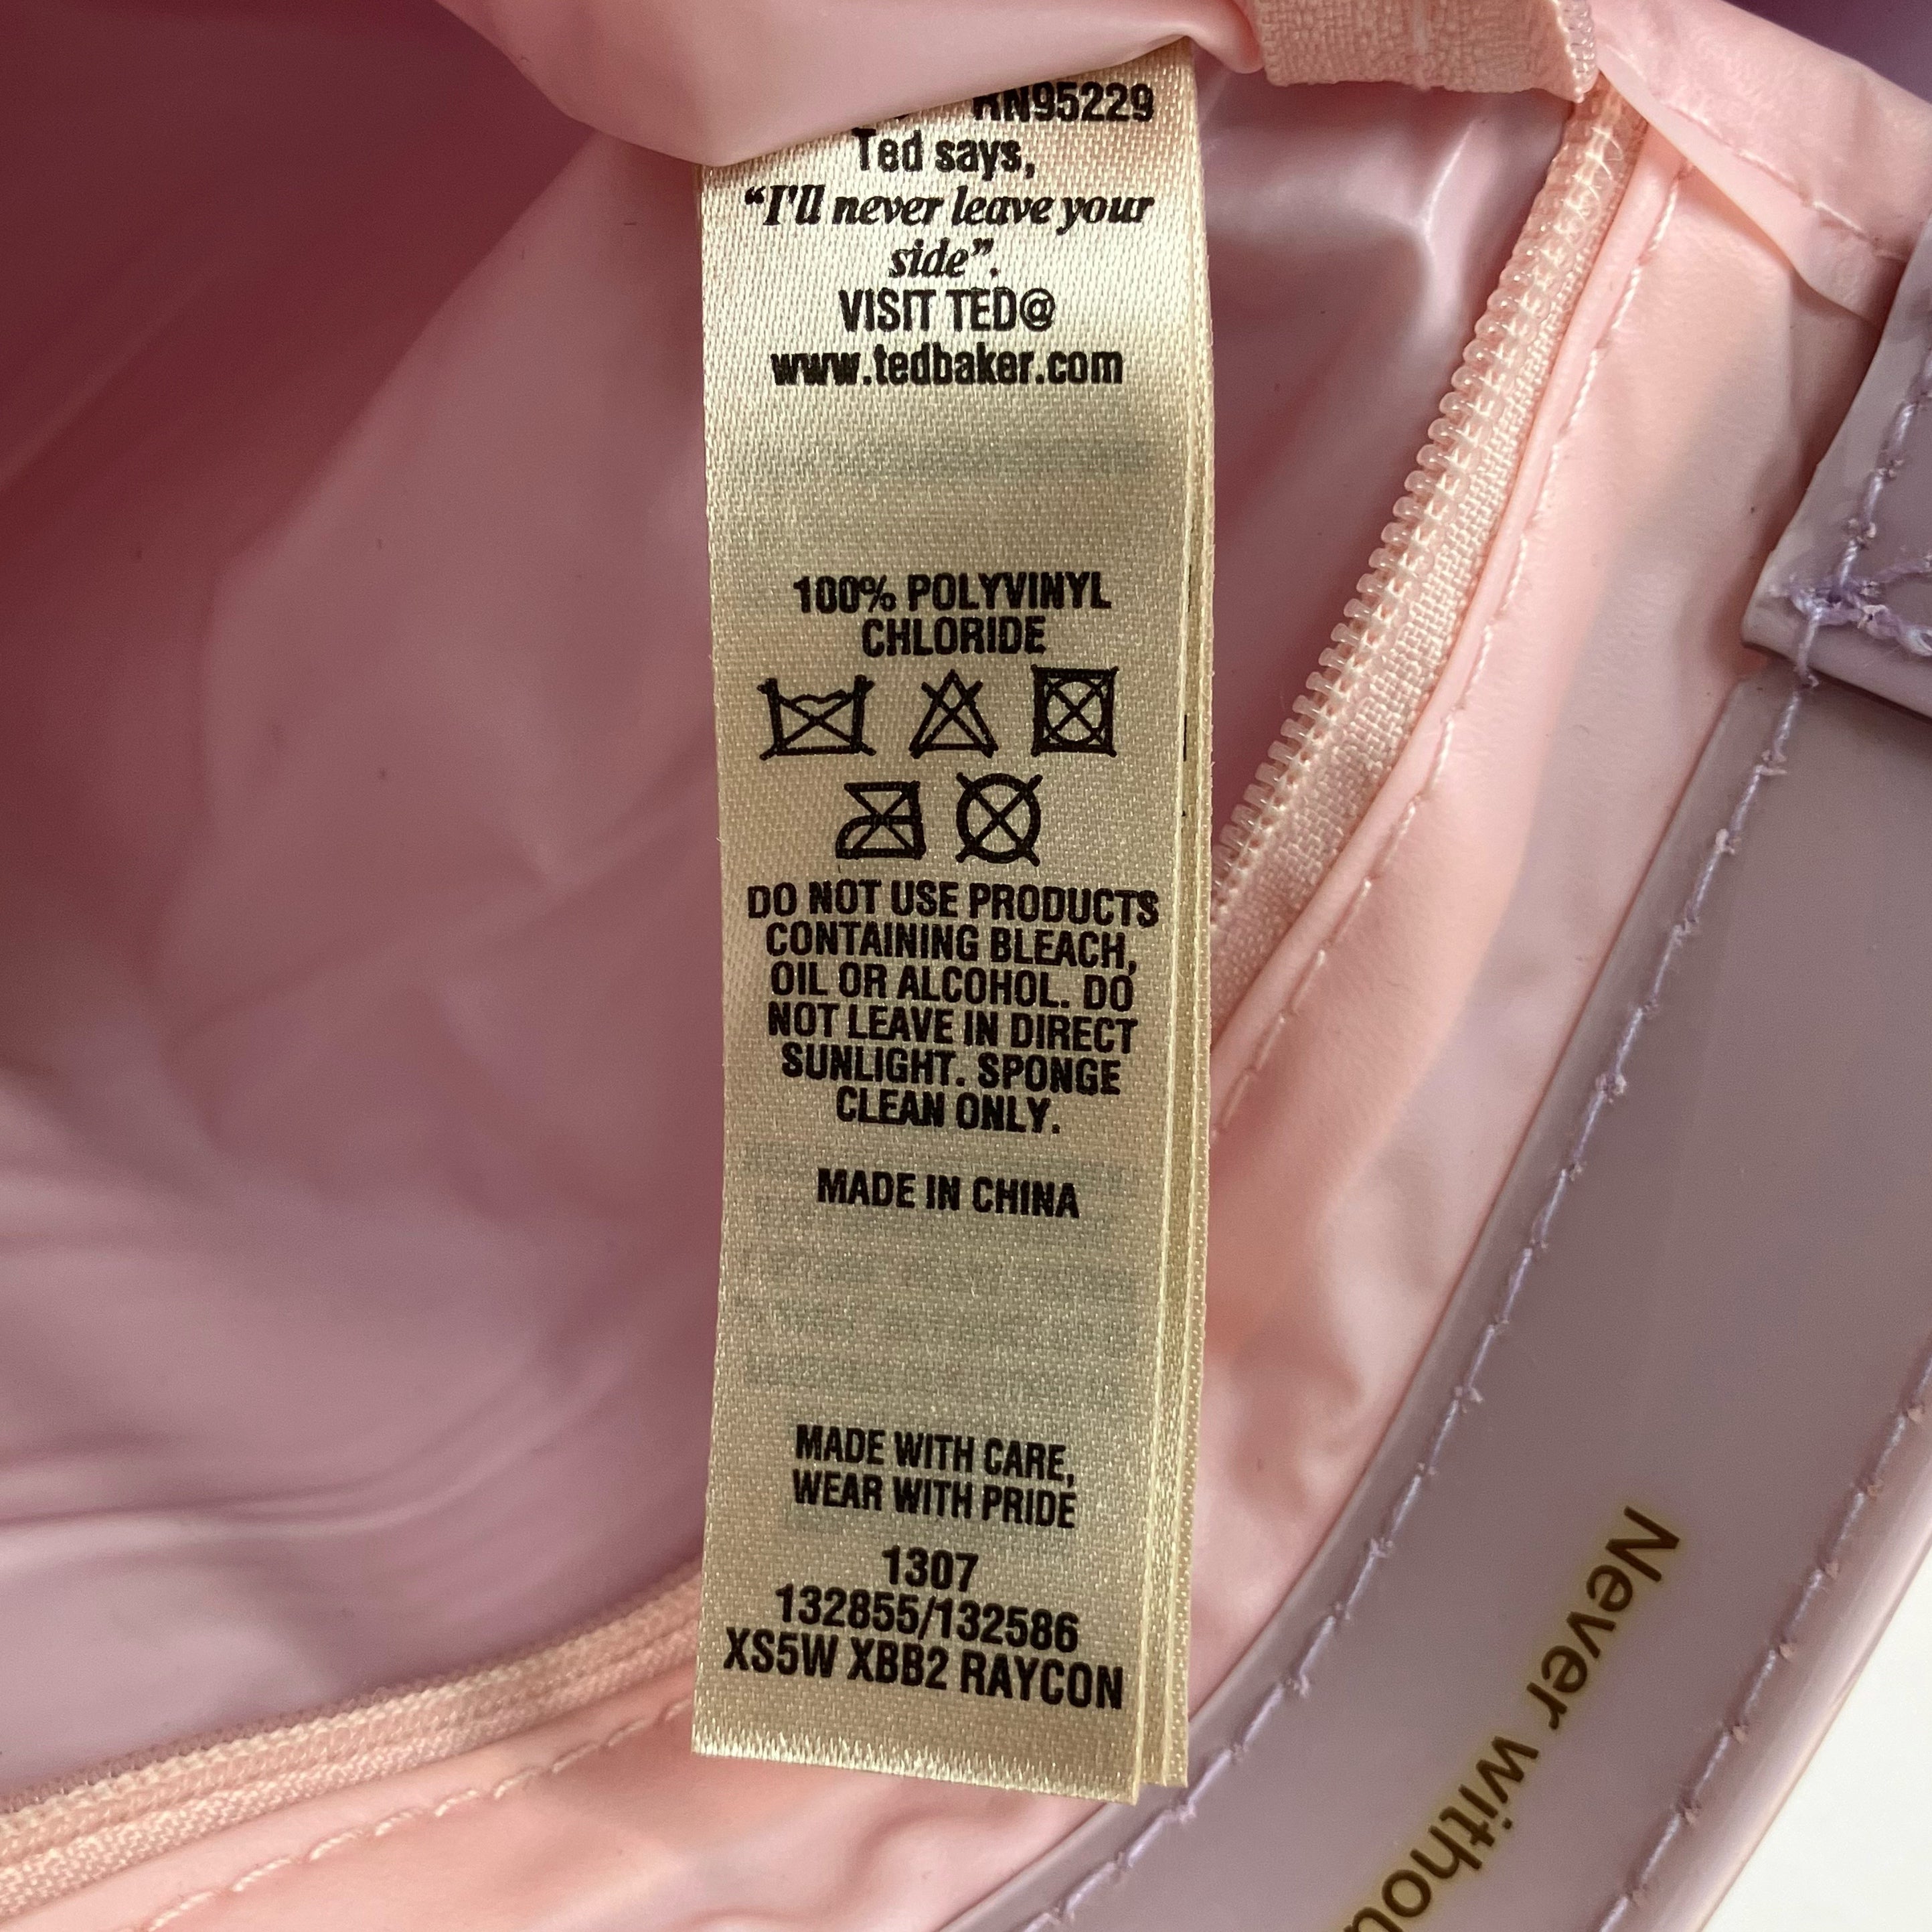 RN95229
Ted says,
“I'll never leave your
side”.
VISIT TED@
www.tedbaker.com
100% POLYVINYL
CHLORIDE
DO NOT USE PRODUCTS
CONTAINING BLEACH,
OIL OR ALCOHOL. DO
NOT LEAVE IN DIRECT
SUNLIGHT. SPONGE
CLEAN ONLY.
MADE IN CHINA
MADE WITH CARE,
WEAR WITH PRIDE
1307
132855/132586
XS5W XBB2 RAYCON
Never withou